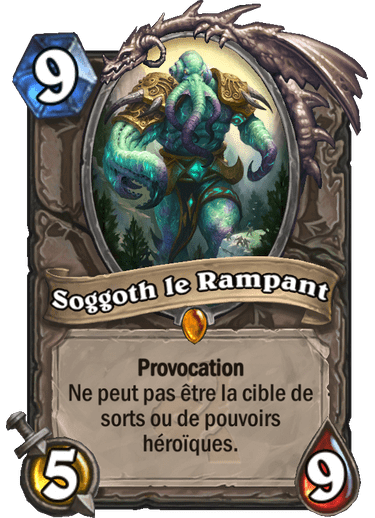 9
Soggoth le Rampant
Provocation
Ne peut pas être la cible de
sorts ou de pouvoirs
héroïques.
5
9